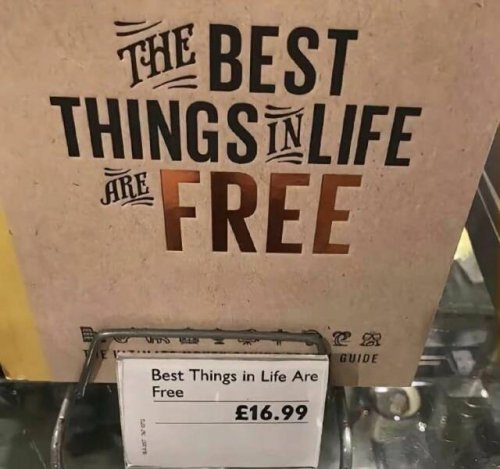 THE BEST
THINGS IN LIFE
ARE FREE
GUIDE
Best Things in Life Are
Free
£16.99